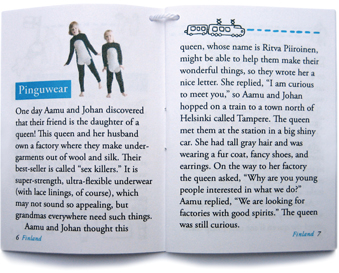 Pinguwear
One day Aamu and Johan discovered
that their friend is the daughter of a
queen! This queen and her husband
own a factory where they make under-
garments out of wool and silk. Their
best-seller is called “sex killers.” It is
super-strength, ultra-flexible underwear
(with lace linings, of course), which
may not sound so appealing, but
grandmas everywhere need such things.
Aamu and Johan thought this
6 Finland
queen, whose name is Ritva Piiroinen,
might be able to help them make their
wonderful things, so they wrote her a
nice letter. She replied, “I am curious
to meet you,” so Aamu and Johan
hopped on a train to a town north of
Helsinki called Tampere. The queen
met them at the station in a big shiny
car. She had tall gray hair and was
wearing a fur coat, fancy shoes, and
earrings. On the way to her factory
the queen asked, “Why are you young
people interested in what we do?”
Aamu replied, “We are looking for
factories with good spirits.” The queen
was still curious.
Finland 7